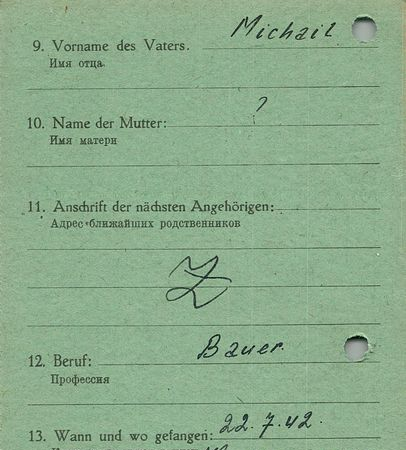 9. Vorname des Vaters. Michail
Имя отца.
10. Name der Mutter: ?
Имя матери
11. Anschrift der nächsten Angehörigen:
Адрес ближайших родственников
12. Beruf: Bauer.
Профессия
13. Wann und wo gefangen: 22.7.42.